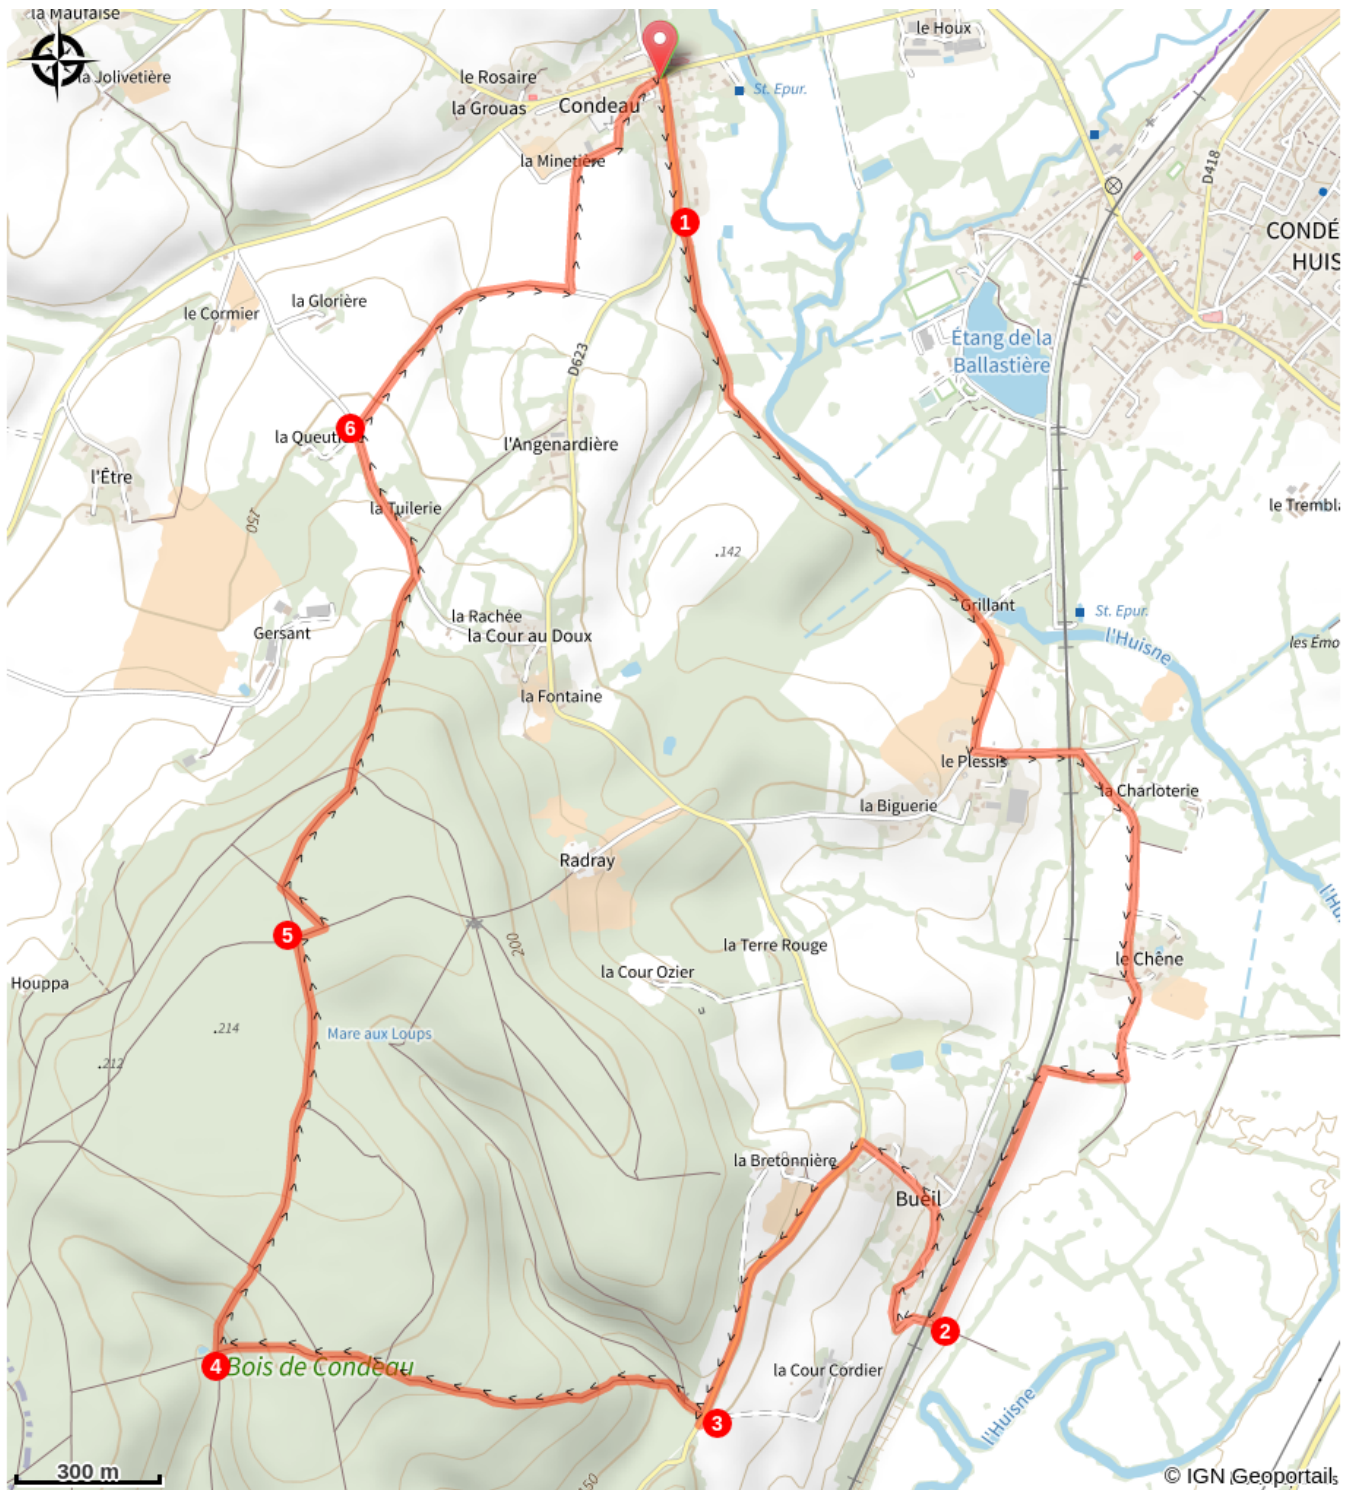 la Maufaise
le Houx
la Jolivetière
le Rosaire
la Grouas
Condeau
St. Epur.
la Minetière
D418
1
CONDÉ
HUIS
la Glorière
le Cormier
Étang de la
Ballastière
D623
6
la Queut
l'Angenardière
l'Être
la Tuilerie
150
le Trembl
.142
Grillant
St. Epur.
la Rachée
Gersant
la Cour au Doux
l'Huisne
les Émo
la Fontaine
le Plessis
la Charloterie
la Biguerie
Radray
l'Hu
5
200
la Terre Rouge
le Chêne
la Cour Ozier
Houppa
.214
Mare aux Loups
.212
la Bretonnière
Bueil
2
4
Bois de Condeau
la Cour Cordier
3
l'Huisne
300 m
150
© IGN Geoportail